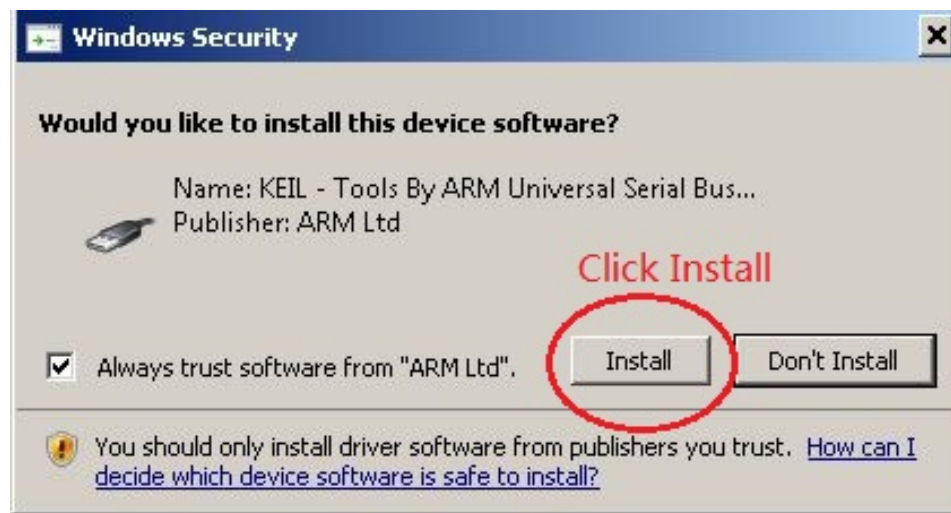 Windows Security
Would you like to install this device software?
Name: KEIL - Tools By ARM Universal Serial Bus...
Publisher: ARM Ltd
Click Install
Always trust software from "ARM Ltd".
Install
Don't Install
You should only install driver software from publishers you trust. How can I
decide which device software is safe to install?